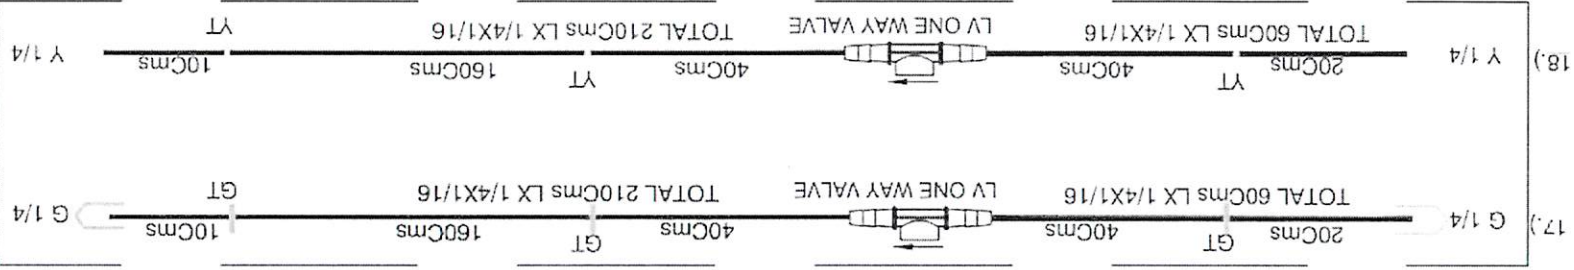 17.) G 1/4 20Cms GT 40Cms 40Cms GT 160Cms 10Cms G 1/4
TOTAL 60Cms LX 1/4X1/16 LV ONE WAY VALVE TOTAL 210Cms LX 1/4X1/16 GT
18.) Y 1/4 20Cms YT 40Cms 40Cms YT 160Cms 10Cms Y 1/4
TOTAL 60Cms LX 1/4X1/16 LV ONE WAY VALVE TOTAL 210Cms LX 1/4X1/16 YT